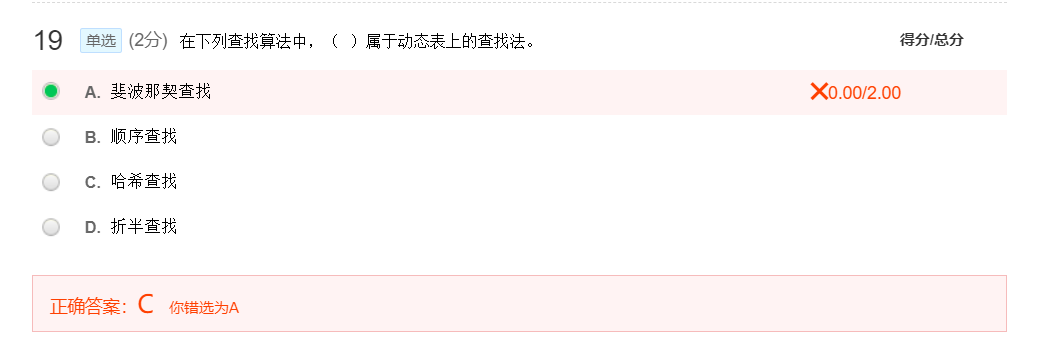 19 单选 (2分) 在下列查找算法中，（  ）属于动态表上的查找法。 得分/总分
A. 斐波那契查找 0.00/2.00
B. 顺序查找
C. 哈希查找
D. 折半查找
正确答案：C 你错选为A